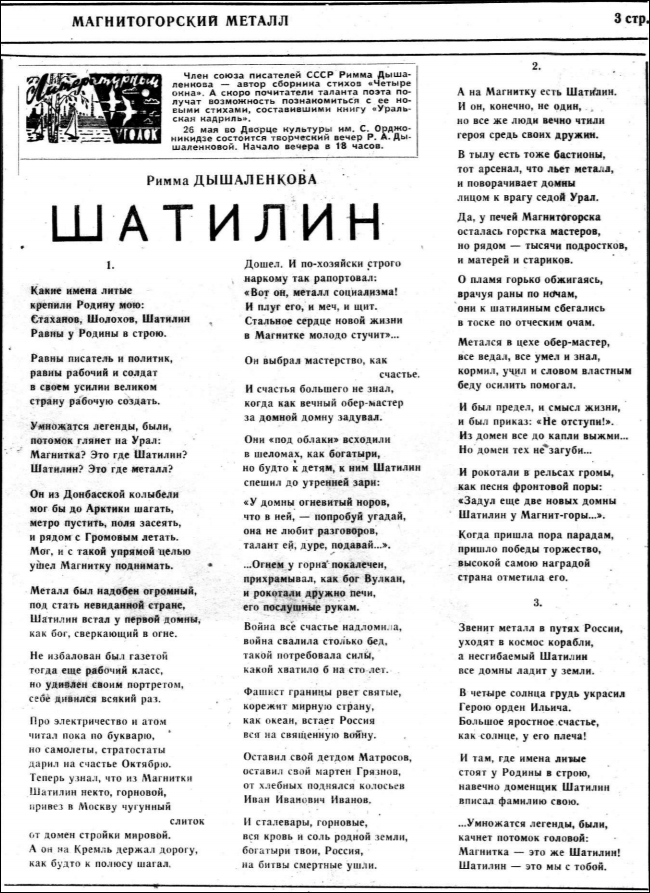 МАГНИТОГОРСКИЙ МЕТАЛЛ
3 стр.
Литературный
уголок
Член союза писателей СССР Римма Дыша-
ленкова — автор сборника стихов «Четыре
окна». А скоро почитатели таланта поэта по-
лучат возможность познакомиться с ее но-
выми стихами, составившими книгу «Ураль-
ская кадриль».
26 мая во Дворце культуры им. С. Орджо-
никидзе состоится творческий вечер Р. А. Ды-
шаленковой. Начало вечера в 18 часов.
Римма ДЫШАЛЕНКОВА
ШАТИЛИН
1.
Какие имена литые
крепили Родину мою:
Стаханов, Шолохов, Шатилин
Равны у Родины в строю.
Равны писатель и политик,
равны рабочий и солдат
в своем усилии великом
страну рабочую создать.
Умножатся легенды, были,
потомок глянет на Урал:
Магнитка? Это где Шатилин?
Шатилин? Это где металл?
Он из Донбасской колыбели
мог бы до Арктики шагать,
метро пустить, поля засеять,
и рядом с Громовым летать.
Мог, и с такой упрямой целью
ушел Магнитку поднимать.
Металл был надобен огромный,
под стать невиданной стране,
Шатилин встал у первой домны,
как бог, сверкающий в огне.
Не избалован был газетой
тогда еще рабочий класс,
но удивлен своим портретом,
себе дивился всякий раз.
Про электричество и атом
читал пока по букварю,
но самолеты, стратостаты
дарил на счастье Октябрю.
Теперь узнал, что из Магнитки
Шатилин некто, горновой,
привез в Москву чугунный
слиток
от домен стройки мировой.
А он на Кремль держал дорогу,
как будто к полюсу шагал.
Дошел. И по-хозяйски строго
наркому так рапортовал:
«Вот он, металл социализма!
И плуг его, и меч, и щит.
Стальное сердце новой жизни
в Магнитке молодо стучит»...
Он выбрал мастерство, как
счастье.
И счастья большего не знал,
когда как вечный обер-мастер
за домной домну задувал.
Они «под облаки» всходили
в шеломах, как богатыри,
но будто к детям, к ним Шатилин
спешил до утренней зари:
«У домны огневитый норов,
что в ней, — попробуй угадай,
она не любит разговоров,
талант ей, дуре, подавай...».
...Огнем у горна покалечен,
прихрамывал, как бог Вулкан,
и рокотали дружно печи,
его послушные рукам.
Война все счастье надломила,
война свалила столько бед,
такой потребовала силы,
какой хватило б на сто лет.
Фашист границы рвет святые,
корежит мирную страну,
как океан, встает Россия
вся на священную войну.
Оставил свой детдом Матросов,
оставил свой мартен Грязнов,
от хлебных поднялся колосьев
Иван Иванович Иванов.
И сталевары, горновые,
вся кровь и соль родной земли,
богатыри твои, Россия,
на битвы смертные ушли.
2.
А на Магнитку есть Шатилин.
И он, конечно, не один,
но все же люди вечно чтили
героя средь своих дружин.
В тылу есть тоже бастионы,
тот арсенал, что льет металл,
и поворачивает домны
лицом к врагу седой Урал.
Да, у печей Магнитогорска
осталась горстка мастеров,
но рядом — тысячи подростков,
и матерей и стариков.
О пламя горько обжигаясь,
врачуя раны по ночам,
они к шатилиным сбегались
в тоске по отческим очам.
Метался в цехе обер-мастер,
все ведал, все умел и знал,
кормил, учил и словом властным
беду осилить помогал.
И был предел, и смысл жизни,
и был приказ: «Не отступи!».
Из домен все до капли выжми...
Но домен тех не загуби...
И рокотали в рельсах громы,
как песня фронтовой поры:
«Задул еще две новых домны
Шатилин у Магнит-горы...».
Когда пришла пора парадам,
пришло победы торжество,
высокой самою наградой
страна отметила его.
3.
Звенит металл в путях России,
уходят в космос корабли,
а несгибаемый Шатилин
все домны ладит у земли.
В четыре солнца грудь украсил
Герою орден Ильича.
Большое яростное счастье,
как солнце, у его плеча!
И там, где имена литые
стоят у Родины в строю,
навечно доменщик Шатилин
вписал фамилию свою.
...Умножатся легенды, были,
качнет потомок головой:
Магнитка — это же Шатилин!
Шатилин — это мы с тобой.